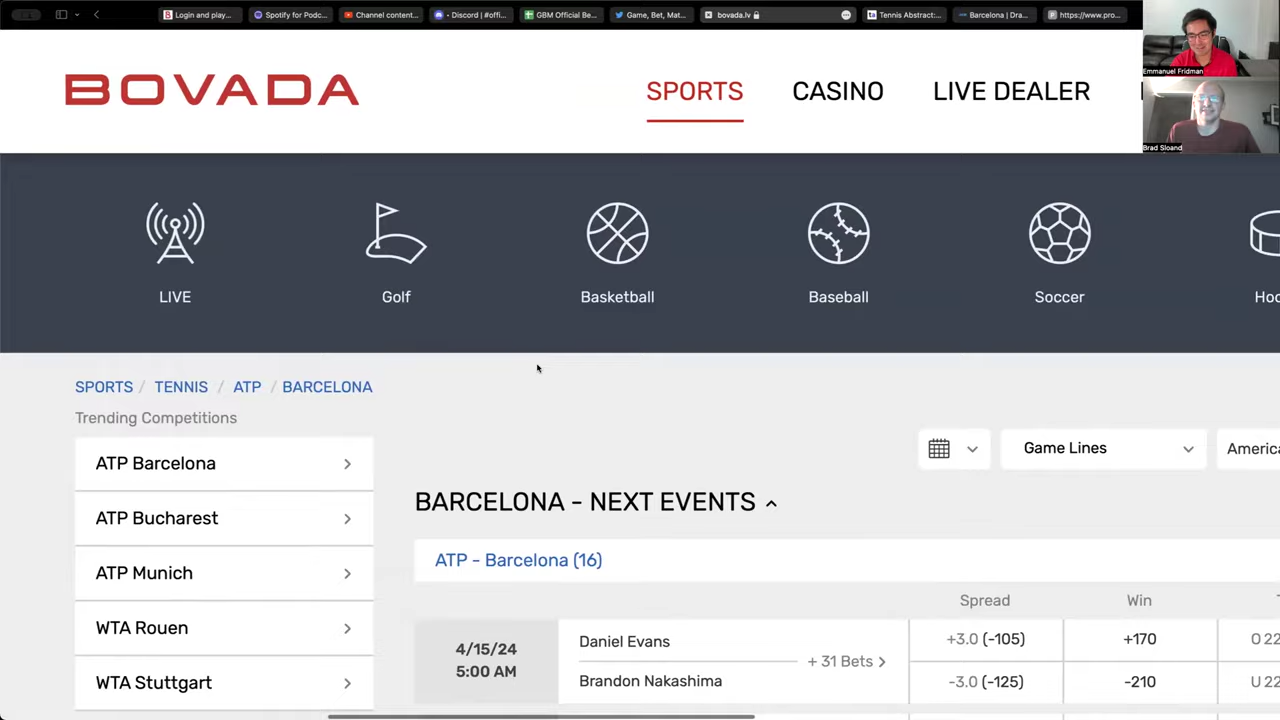 Login and play...
Spotify for Podc...
Channel content...
- Discord | #offi...
GBM Official Be...
Game, Bet, Mat...
bovada.lv
Tennis Abstract:...
Barcelona | Dra...
https://www.pro...
Emmanuel Fridman
Brad Sloand
BOVADA
SPORTS
CASINO
LIVE DEALER
LIVE
Golf
Basketball
Baseball
Soccer
Hoc
SPORTS / TENNIS / ATP / BARCELONA
Trending Competitions
ATP Barcelona
ATP Bucharest
ATP Munich
WTA Rouen
WTA Stuttgart
Game Lines
America
BARCELONA - NEXT EVENTS
ATP - Barcelona (16)
Spread
Win
4/15/24
5:00 AM
Daniel Evans
+ 31 Bets
Brandon Nakashima
+3.0 (-105)
+170
O 22
-3.0 (-125)
-210
U 22